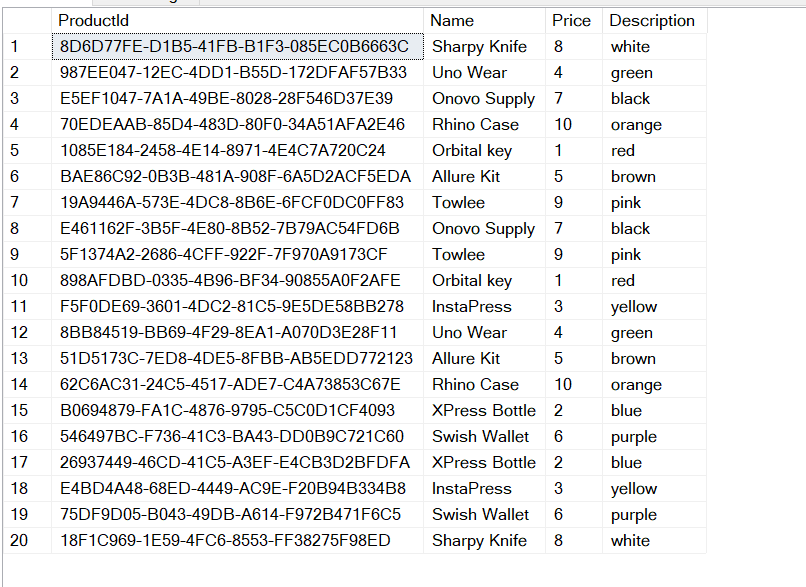 ProductId Name Price Description
1 8D6D77FE-D1B5-41FB-B1F3-085EC0B6663C Sharpy Knife 8 white
2 987EE047-12EC-4DD1-B55D-172DFAF57B33 Uno Wear 4 green
3 E5EF1047-7A1A-49BE-8028-28F546D37E39 Onovo Supply 7 black
4 70EDEAAB-85D4-483D-80F0-34A51AFA2E46 Rhino Case 10 orange
5 1085E184-2458-4E14-8971-4E4C7A720C24 Orbital key 1 red
6 BAE86C92-0B3B-481A-908F-6A5D2ACF5EDA Allure Kit 5 brown
7 19A9446A-573E-4DC8-8B6E-6FCF0DC0FF83 Towlee 9 pink
8 E461162F-3B5F-4E80-8B52-7B79AC54FD6B Onovo Supply 7 black
9 5F1374A2-2686-4CFF-922F-7F970A9173CF Towlee 9 pink
10 898AFDBD-0335-4B96-BF34-90855A0F2AFE Orbital key 1 red
11 F5F0DE69-3601-4DC2-81C5-9E5DE58BB278 InstaPress 3 yellow
12 8BB84519-BB69-4F29-8EA1-A070D3E28F11 Uno Wear 4 green
13 51D5173C-7ED8-4DE5-8FBB-AB5EDD772123 Allure Kit 5 brown
14 62C6AC31-24C5-4517-ADE7-C4A73853C67E Rhino Case 10 orange
15 B0694879-FA1C-4876-9795-C5C0D1CF4093 XPress Bottle 2 blue
16 546497BC-F736-41C3-BA43-DD0B9C721C60 Swish Wallet 6 purple
17 26937449-46CD-41C5-A3EF-E4CB3D2BFDFA XPress Bottle 2 blue
18 E4BD4A48-68ED-4449-AC9E-F20B94B334B8 InstaPress 3 yellow
19 75DF9D05-B043-49DB-A614-F972B471F6C5 Swish Wallet 6 purple
20 18F1C969-1E59-4FC6-8553-FF38275F98ED Sharpy Knife 8 white